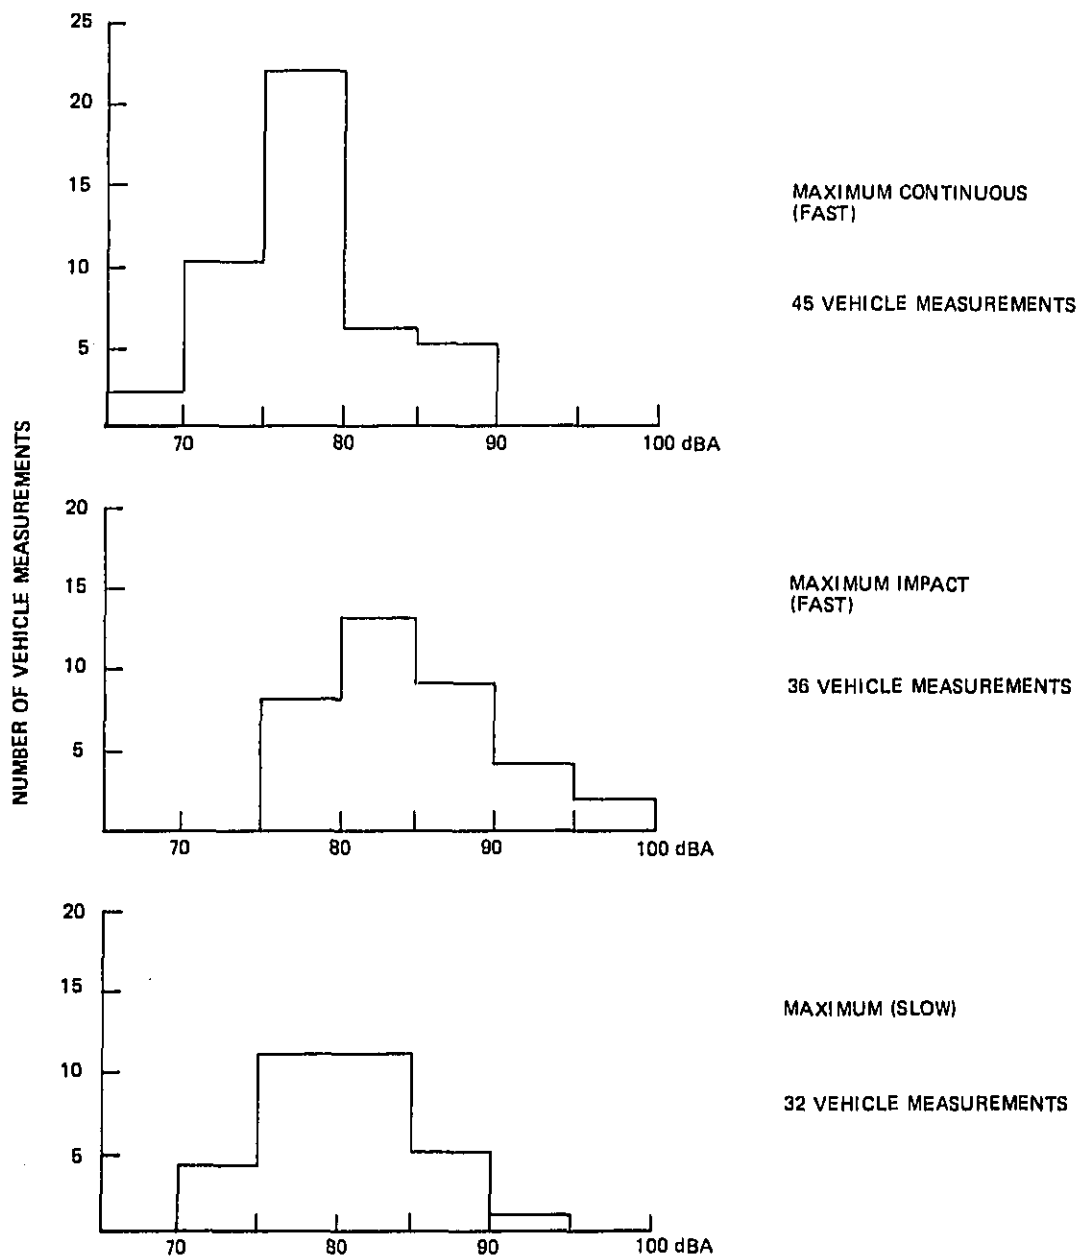 NUMBER OF VEHICLE MEASUREMENTS
25
20
15
10
5
70 80 90 100 dBA
MAXIMUM CONTINUOUS
(FAST)
45 VEHICLE MEASUREMENTS
20
15
10
5
70 80 90 100 dBA
MAXIMUM IMPACT
(FAST)
36 VEHICLE MEASUREMENTS
20
15
10
5
70 80 90 100 dBA
MAXIMUM (SLOW)
32 VEHICLE MEASUREMENTS